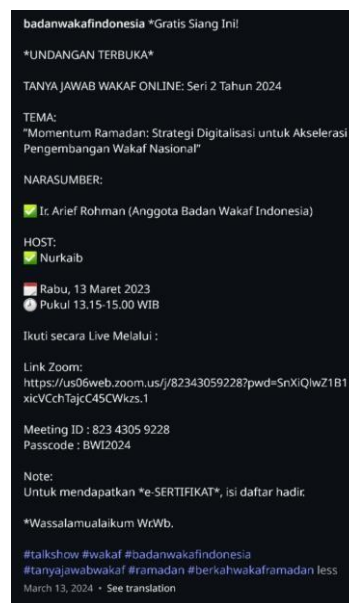 badanwakafindonesia *Gratis Siang Ini!
*UNDANGAN TERBUKA*
TANYA JAWAB WAKAF ONLINE: Seri 2 Tahun 2024
TEMA:
"Momentum Ramadan: Strategi Digitalisasi untuk Akselerasi
Pengembangan Wakaf Nasional"
NARASUMBER:
✅ Ir. Arief Rohman (Anggota Badan Wakaf Indonesia)
HOST:
✅ Nurkaib
Rabu, 13 Maret 2023
Pukul 13.15-15.00 WIB
Ikuti secara Live Melalui :
Link Zoom:
https://us06web.zoom.us/j/82343059228?pwd=SnXiQlwZ1B1
xicVCchTajcC45CWkzs.1
Meeting ID : 823 4305 9228
Passcode : BWI2024
Note:
Untuk mendapatkan *e-SERTIFIKAT*, isi daftar hadir.
*Wassalamualaikum Wr.Wb.
#talkshow #wakaf #badanwakafindonesia
#tanyajawabwakaf #ramadan #berkahwakaframadan less
March 13, 2024 • See translation